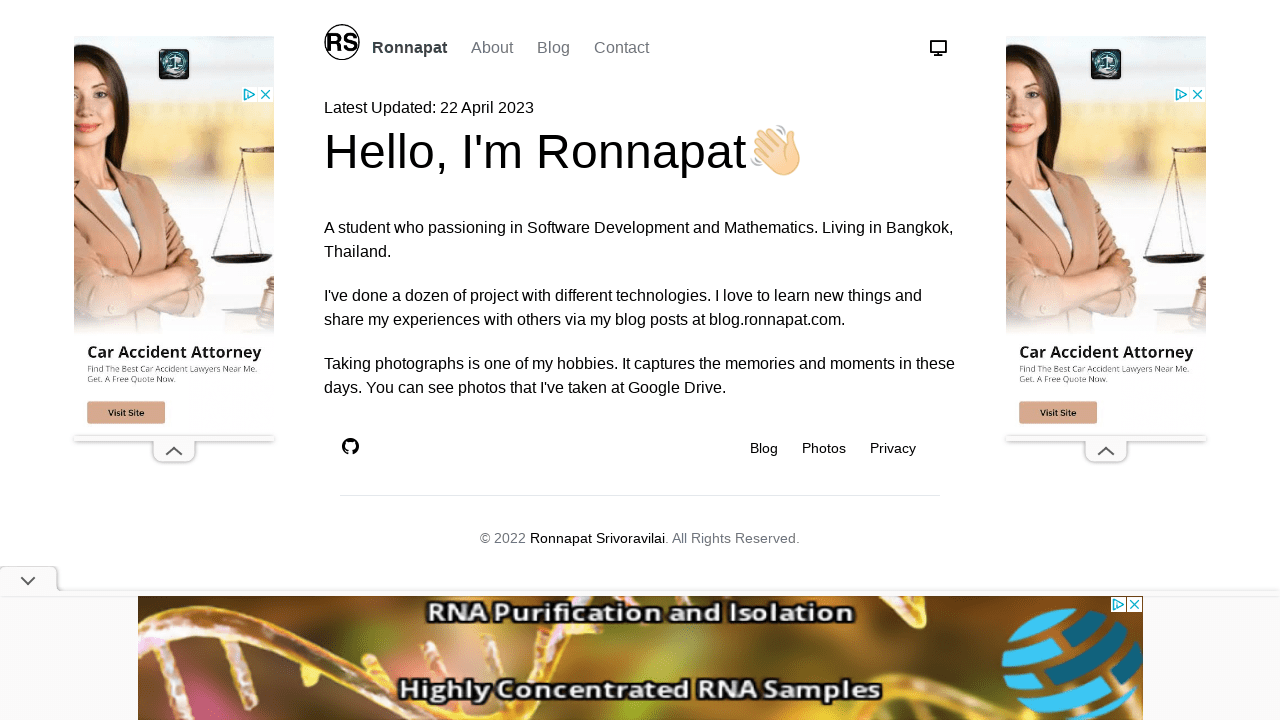 RS
Ronnapat About Blog Contact
Latest Updated: 22 April 2023
Hello, I'm Ronnapat
A student who passioning in Software Development and Mathematics. Living in Bangkok,
Thailand.
I've done a dozen of project with different technologies. I love to learn new things and
share my experiences with others via my blog posts at blog.ronnapat.com.
Taking photographs is one of my hobbies. It captures the memories and moments in these
days. You can see photos that I've taken at Google Drive.
Blog Photos Privacy
© 2022 Ronnapat Srivoravilai. All Rights Reserved.
Car Accident Attorney
Find The Best Car Accident Lawyers Near Me.
Get. A Free Quote Now.
Visit Site
Car Accident Attorney
Find The Best Car Accident Lawyers Near Me.
Get. A Free Quote Now.
Visit Site
RNA Purification and Isolation
Highly Concentrated RNA Samples